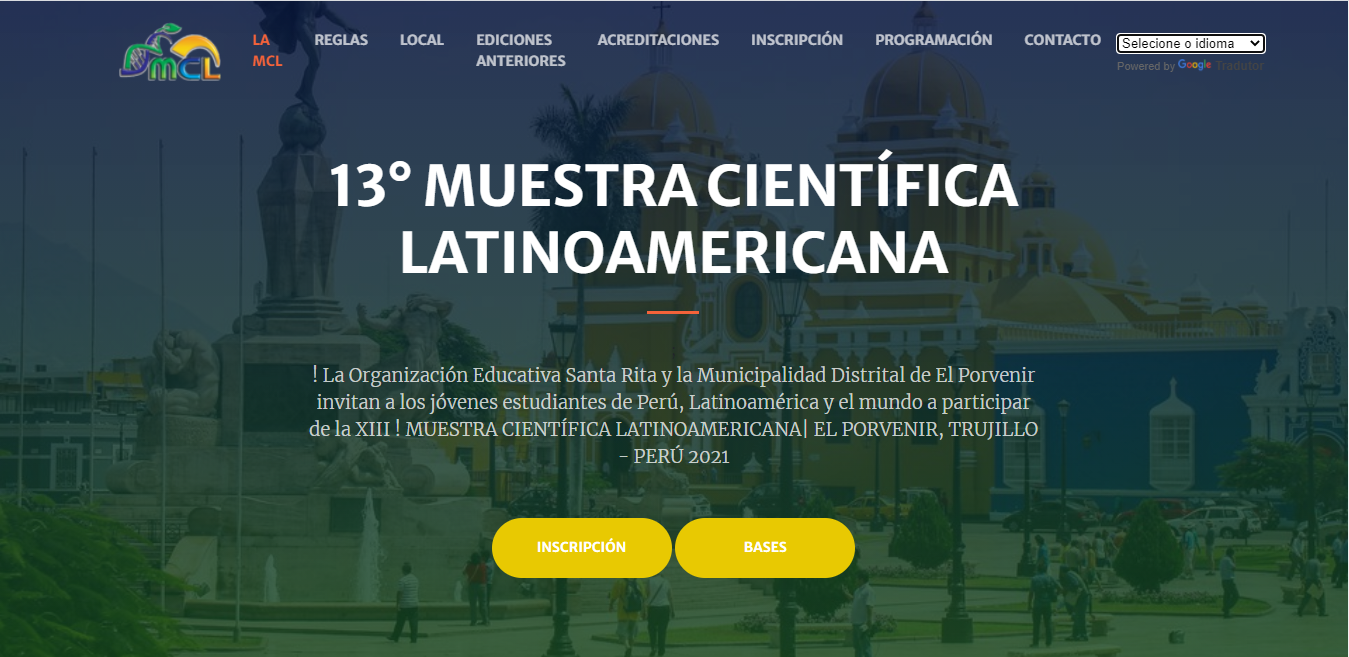 MCL
LA
MCL
REGLAS
LOCAL
EDICIONES
ANTERIORES
ACREDITACIONES
INSCRIPCIÓN
PROGRAMACIÓN
CONTACTO
Selecione o idioma
Powered by Google Tradutor
13° MUESTRA CIENTÍFICA
LATINOAMERICANA
! La Organización Educativa Santa Rita y la Municipalidad Distrital de El Porvenir
invitan a los jóvenes estudiantes de Perú, Latinoamérica y el mundo a participar
de la XIII ! MUESTRA CIENTÍFICA LATINOAMERICANA| EL PORVENIR, TRUJILLO
- PERÚ 2021
INSCRIPCIÓN
BASES